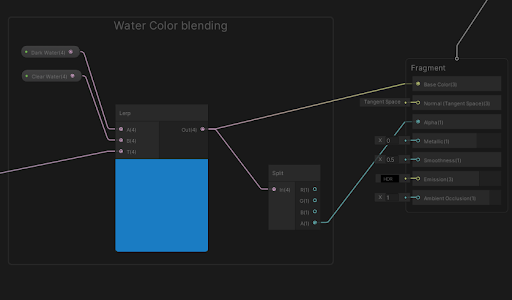 Water Color blending
Dark Water(4)
Clear Water(4)
Lerp
A(4)
B(4)
T(4)
Out(4)
Split
In(4)
R(1)
G(1)
B(1)
A(1)
Fragment
Base Color(3)
Tangent Space
Normal (Tangent Space)(3)
Alpha(1)
X 0
Metallic(1)
X 0.5
Smoothness(1)
HDR
Emission(3)
X 1
Ambient Occlusion(1)